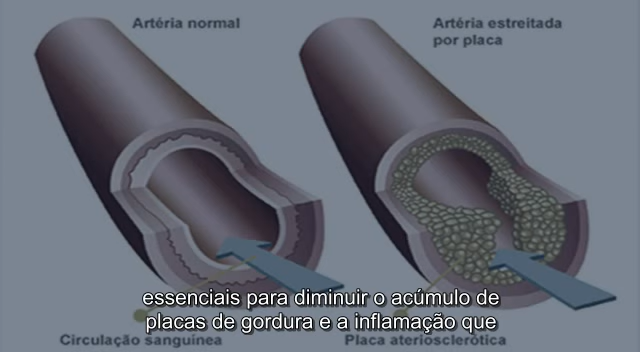 Artéria normal
Artéria estreitada
por placa
essenciais para diminuir o acúmulo de
placas de gordura e a inflamação que
Circulação sanguínea
Placa ateriosclerótica